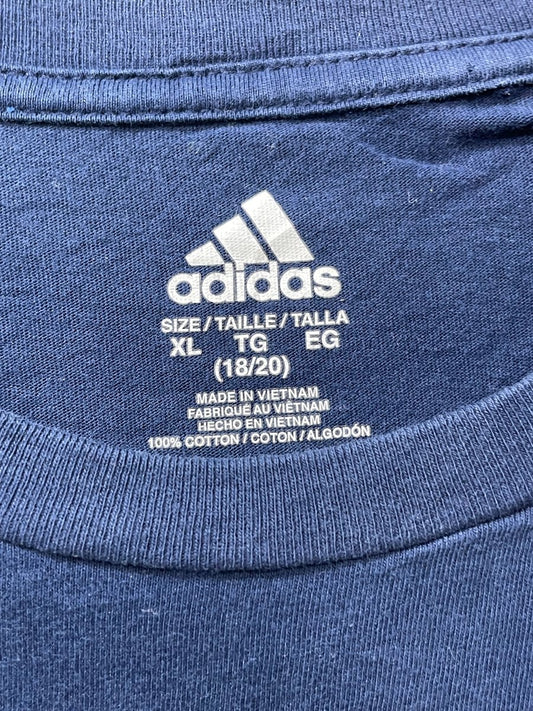 adidas
SIZE / TAILLE / TALLA
XL TG EG
(18/20)
MADE IN VIETNAM
FABRIQUÉ AU VIÊTNAM
HECHO EN VIETNAM
100% COTTON / COTON / ALGODÓN